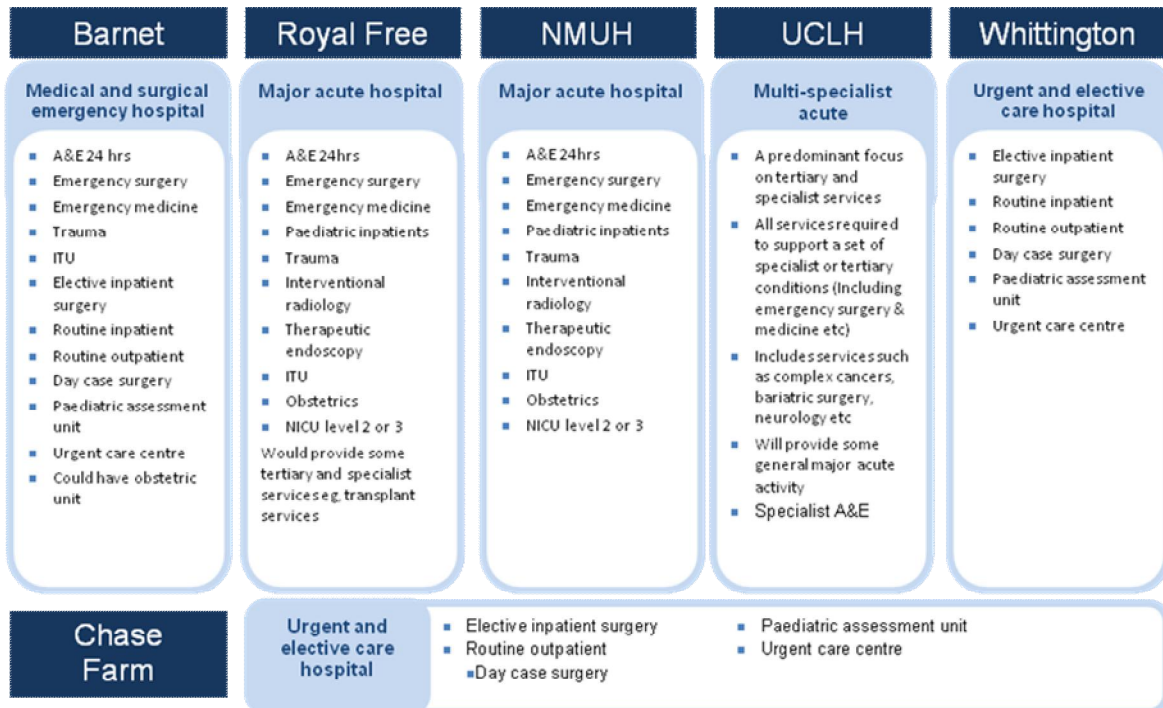 Barnet
Medical and surgical
emergency hospital
A&E 24 hrs
Emergency surgery
Emergency medicine
Trauma
ITU
Elective inpatient
surgery
Routine inpatient
Routine outpatient
Day case surgery
Paediatric assessment
unit
Urgent care centre
Could have obstetric
unit
Royal Free
Major acute hospital
A&E 24hrs
Emergency surgery
Emergency medicine
Paediatric inpatients
Trauma
Interventional
radiology
Therapeutic
endoscopy
ITU
Obstetrics
NICU level 2 or 3
Would provide some
tertiary and specialist
services eg, transplant
services
NMUH
Major acute hospital
A&E 24hrs
Emergency surgery
Emergency medicine
Paediatric inpatients
Trauma
Interventional
radiology
Therapeutic
endoscopy
ITU
Obstetrics
NICU level 2 or 3
UCLH
Multi-specialist
acute
A predominant focus
on tertiary and
specialist services
All services required
to support a set of
specialist or tertiary
conditions (Including
emergency surgery &
medicine etc)
Includes services such
as complex cancers,
bariatric surgery,
neurology etc
Will provide some
general major acute
activity
Specialist A&E
Whittington
Urgent and elective
care hospital
Elective inpatient
surgery
Routine inpatient
Routine outpatient
Day case surgery
Paediatric assessment
unit
Urgent care centre
Chase
Farm
Urgent and
elective care
hospital
Elective inpatient surgery
Routine outpatient
Day case surgery
Paediatric assessment unit
Urgent care centre